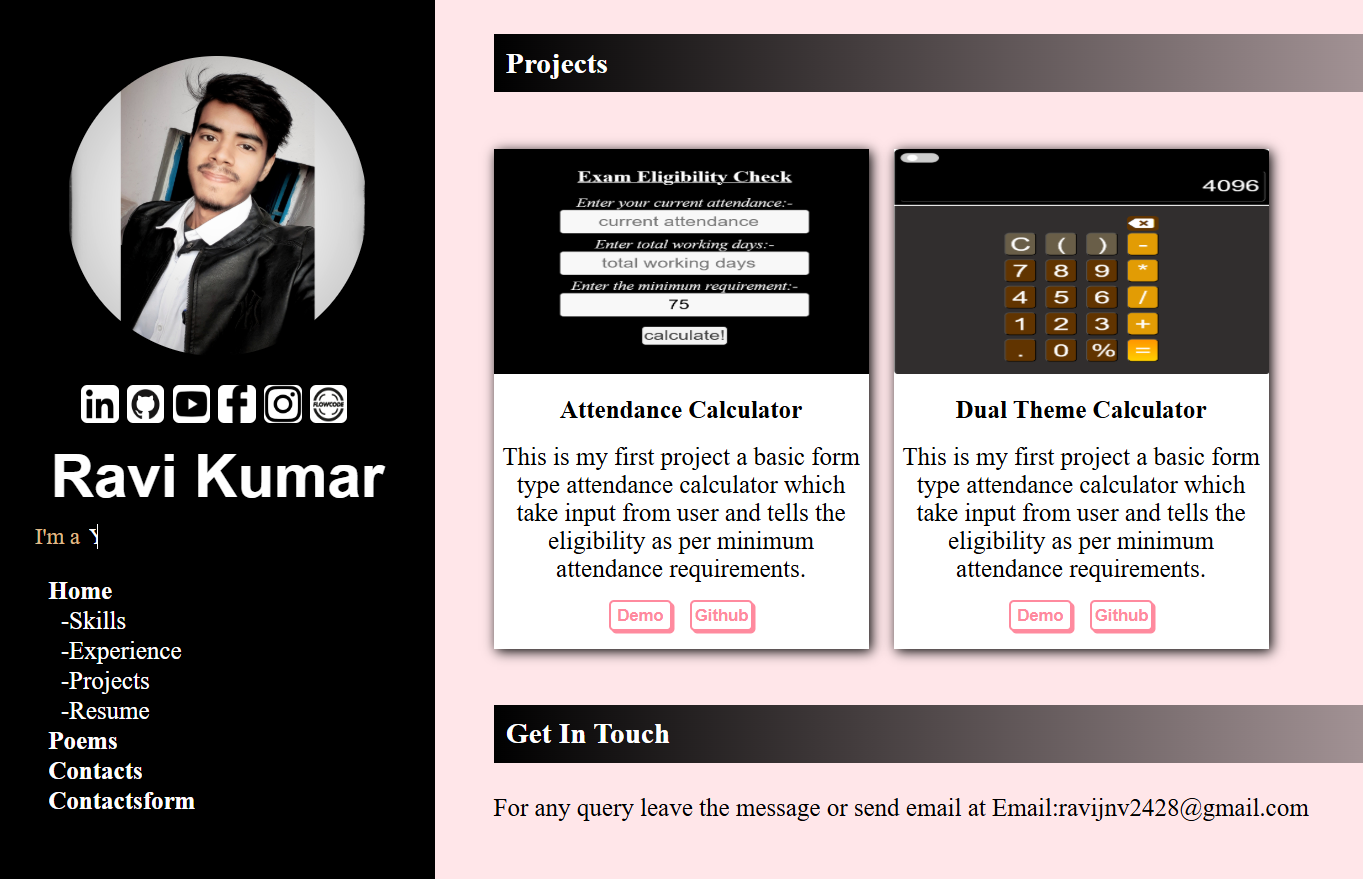 in
FLOWCODE
Ravi Kumar
I'm a Y
Home
-Skills
-Experience
-Projects
-Resume
Poems
Contacts
Contactsform
Projects
Exam Eligibility Check
Enter your current attendance:-
current attendance
Enter total working days:-
total working days
Enter the minimum requirement:-
75
calculate!
Attendance Calculator
This is my first project a basic form
type attendance calculator which
take input from user and tells the
eligibility as per minimum
attendance requirements.
Demo Github
4096
C ( ) -
7 8 9 *
4 5 6 /
1 2 3 +
. 0 % =
Dual Theme Calculator
This is my first project a basic form
type attendance calculator which
take input from user and tells the
eligibility as per minimum
attendance requirements.
Demo Github
Get In Touch
For any query leave the message or send email at Email:ravijnv2428@gmail.com